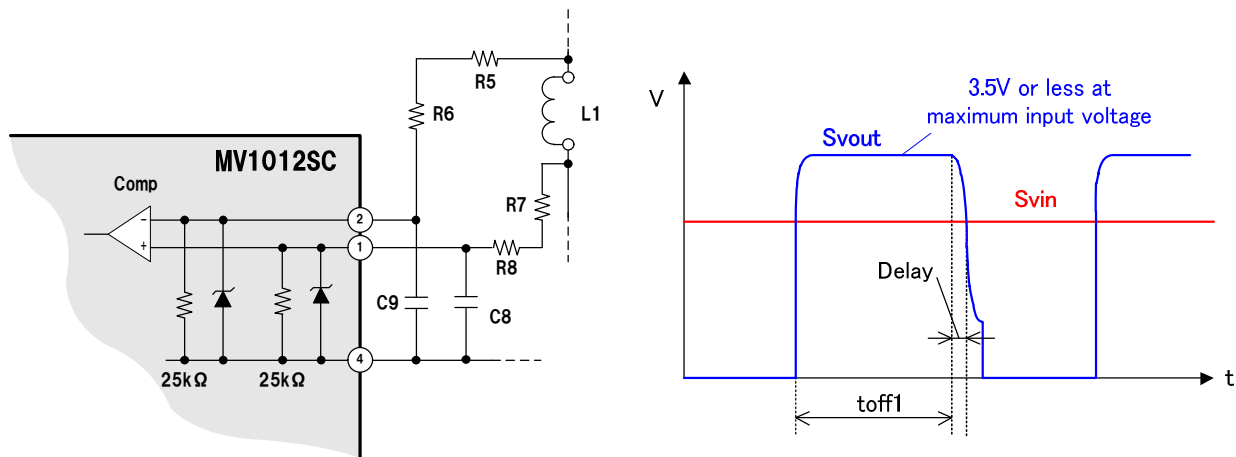 R5
R6
L1
MV1012SC
Comp
-
+
2
1
R7
R8
C9
C8
4
25kΩ
25kΩ
V
3.5V or less at
maximum input voltage
Svout
Svin
Delay
t
toff1